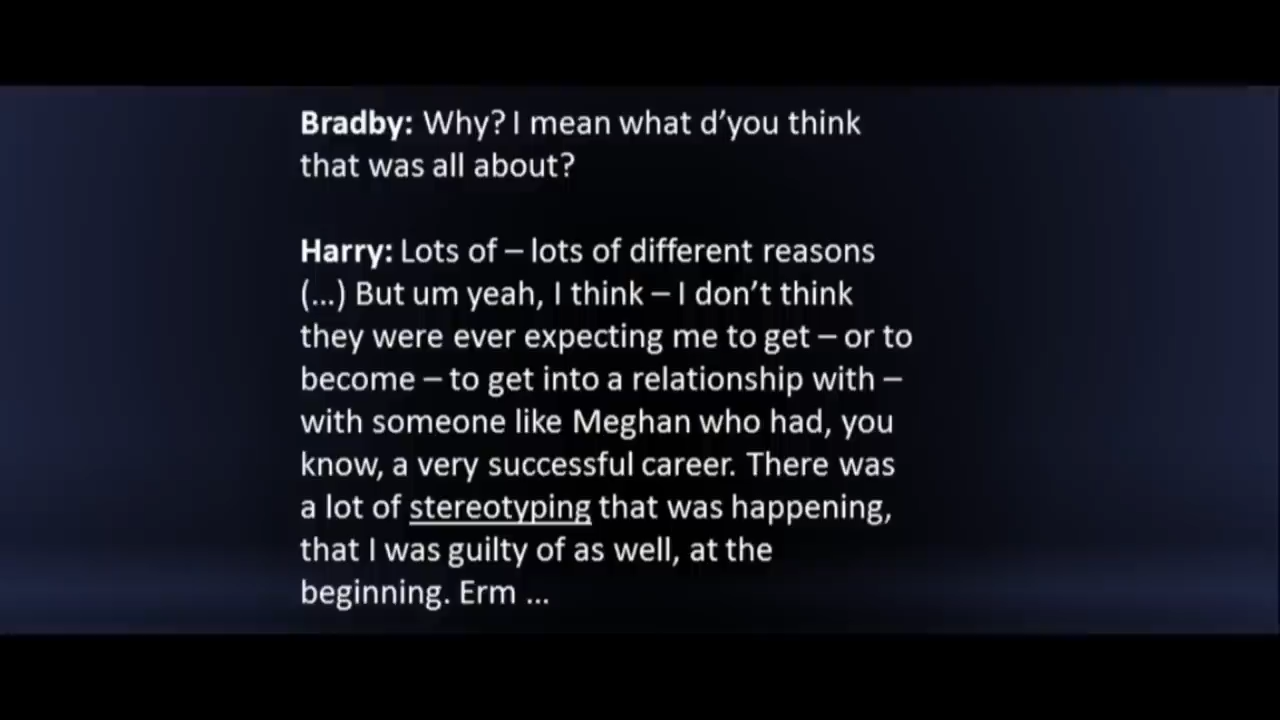 Bradby: Why? I mean what d’you think
that was all about?
Harry: Lots of – lots of different reasons
(...) But um yeah, I think – I don’t think
they were ever expecting me to get – or to
become – to get into a relationship with –
with someone like Meghan who had, you
know, a very successful career. There was
a lot of stereotyping that was happening,
that I was guilty of as well, at the
beginning. Erm ...